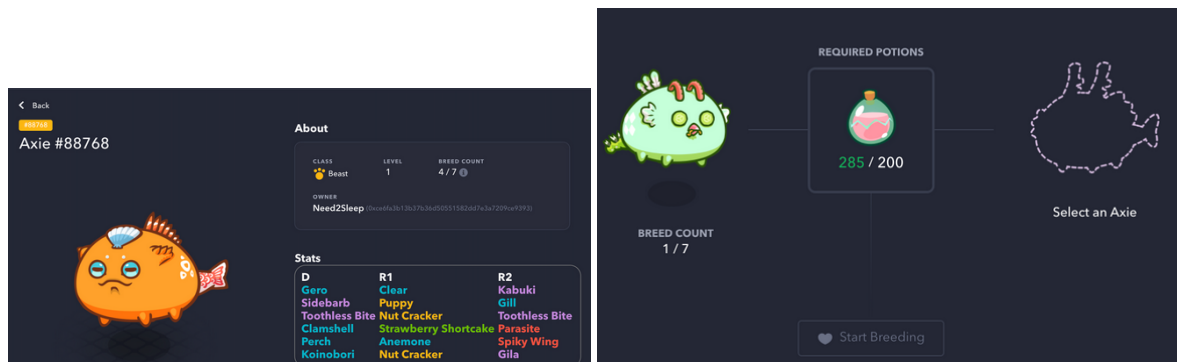 Back
#88768
Axie #88768
About
CLASS LEVEL BREED COUNT
Beast 1 4 / 7
OWNER
Need2Sleep (0xce6fa3b13b37b36d50551582dd7e3a7209ce9393)
Stats
D R1 R2
Gero Clear Kabuki
Sidebarb Puppy Gill
Toothless Bite Nut Cracker Toothless Bite
Clamshell Strawberry Shortcake Parasite
Perch Anemone Spiky Wing
Koinobori Nut Cracker Gila
REQUIRED POTIONS
285 / 200
Select an Axie
BREED COUNT
1 / 7
Start Breeding